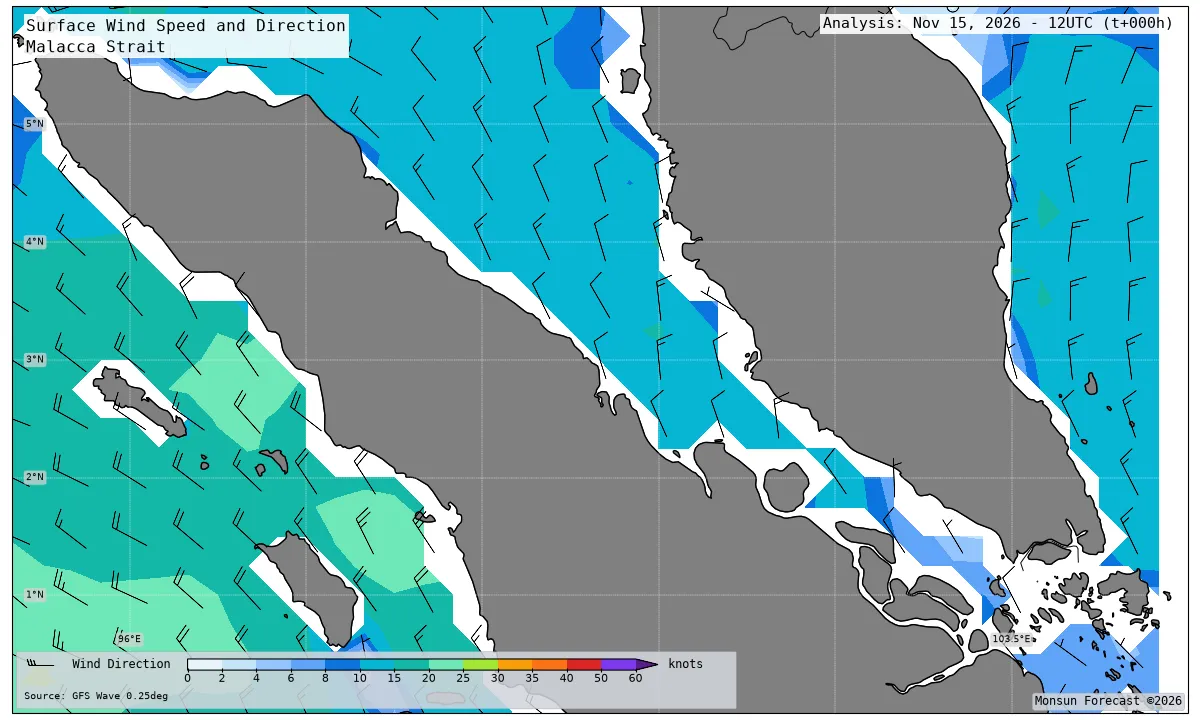 Surface Wind Speed and Direction
Malacca Strait
Analysis: Nov 15, 2026 - 12UTC (t+000h)
5°N
4°N
3°N
2°N
1°N
96°E
103.5°E
Wind Direction
0 2 4 6 8 10 15 20 25 30 35 40 50 60
knots
Source: GFS Wave 0.25deg
Monsun Forecast ©2026